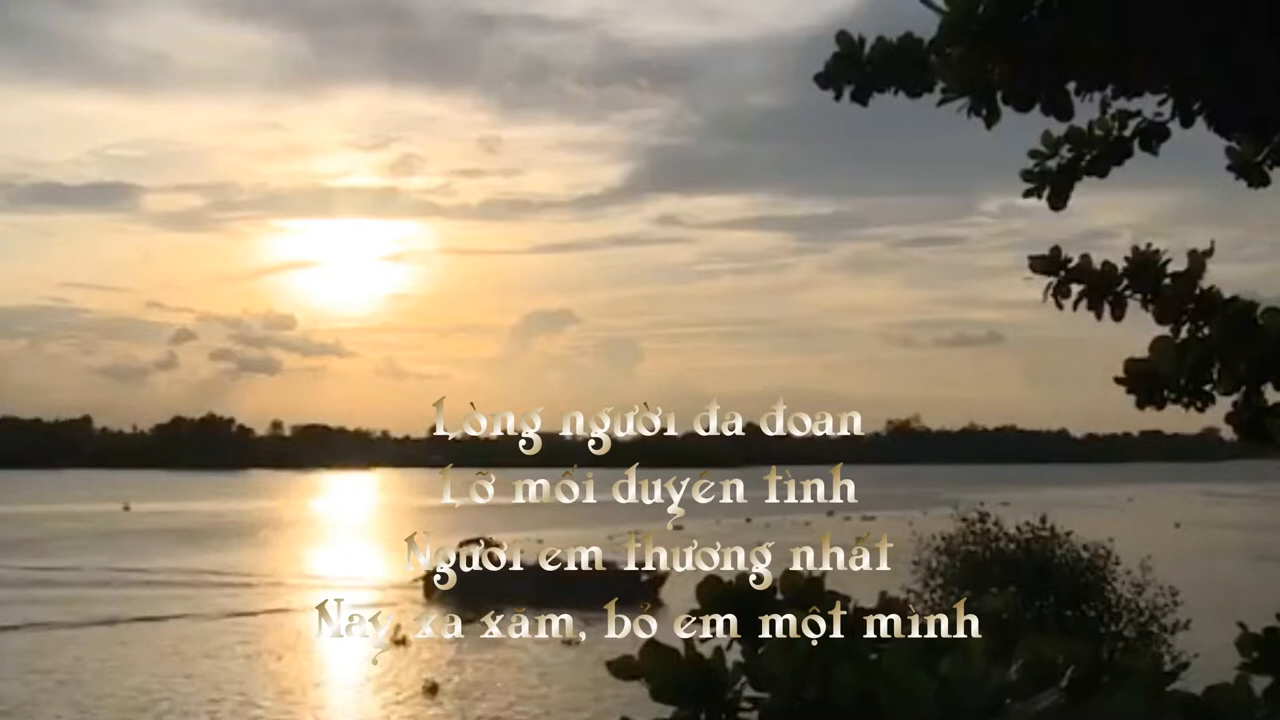 Lòng người đa đoan
Lỡ mối duyên tình
Người em thương nhất
Nay xa xăm, bỏ em một mình